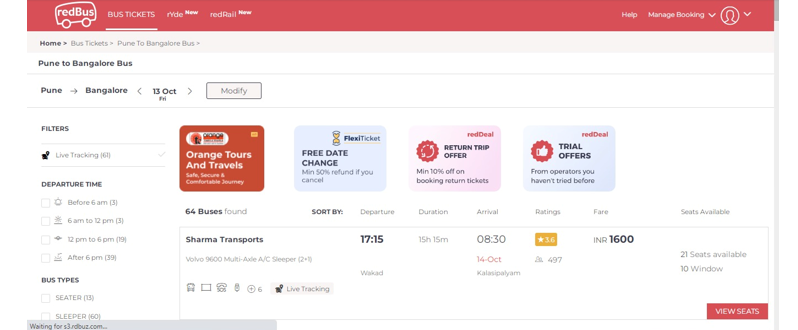 redBus BUS TICKETS rYde New redRail New Help Manage Booking
Home > Bus Tickets > Pune To Bangalore Bus >
Pune to Bangalore Bus
Pune → Bangalore < 13 Oct > Modify
Fri
FILTERS
Live Tracking (61)
DEPARTURE TIME
Before 6 am (3)
6 am to 12 pm (3)
12 pm to 6 pm (19)
After 6 pm (39)
BUS TYPES
SEATER (13)
SLEEPER (60)
Orange Tours
And Travels
Safe, Secure &
Comfortable Journey
FlexiTicket
FREE DATE
CHANGE
Min 50% refund if you
cancel
redDeal
RETURN TRIP
OFFER
Min 10% off on
booking return tickets
redDeal
TRIAL
OFFERS
From operators you
haven't tried before
64 Buses found SORT BY: Departure Duration Arrival Ratings Fare Seats Available
Sharma Transports 17:15 15h 15m 08:30 3.6 INR 1600
Volvo 9600 Multi-Axle A/C Sleeper (2+1) 14-Oct 497 21 Seats available
Wakad Kalasipalyam 10 Window
6 Live Tracking
VIEW SEATS
Waiting for s3.rdbuz.com...